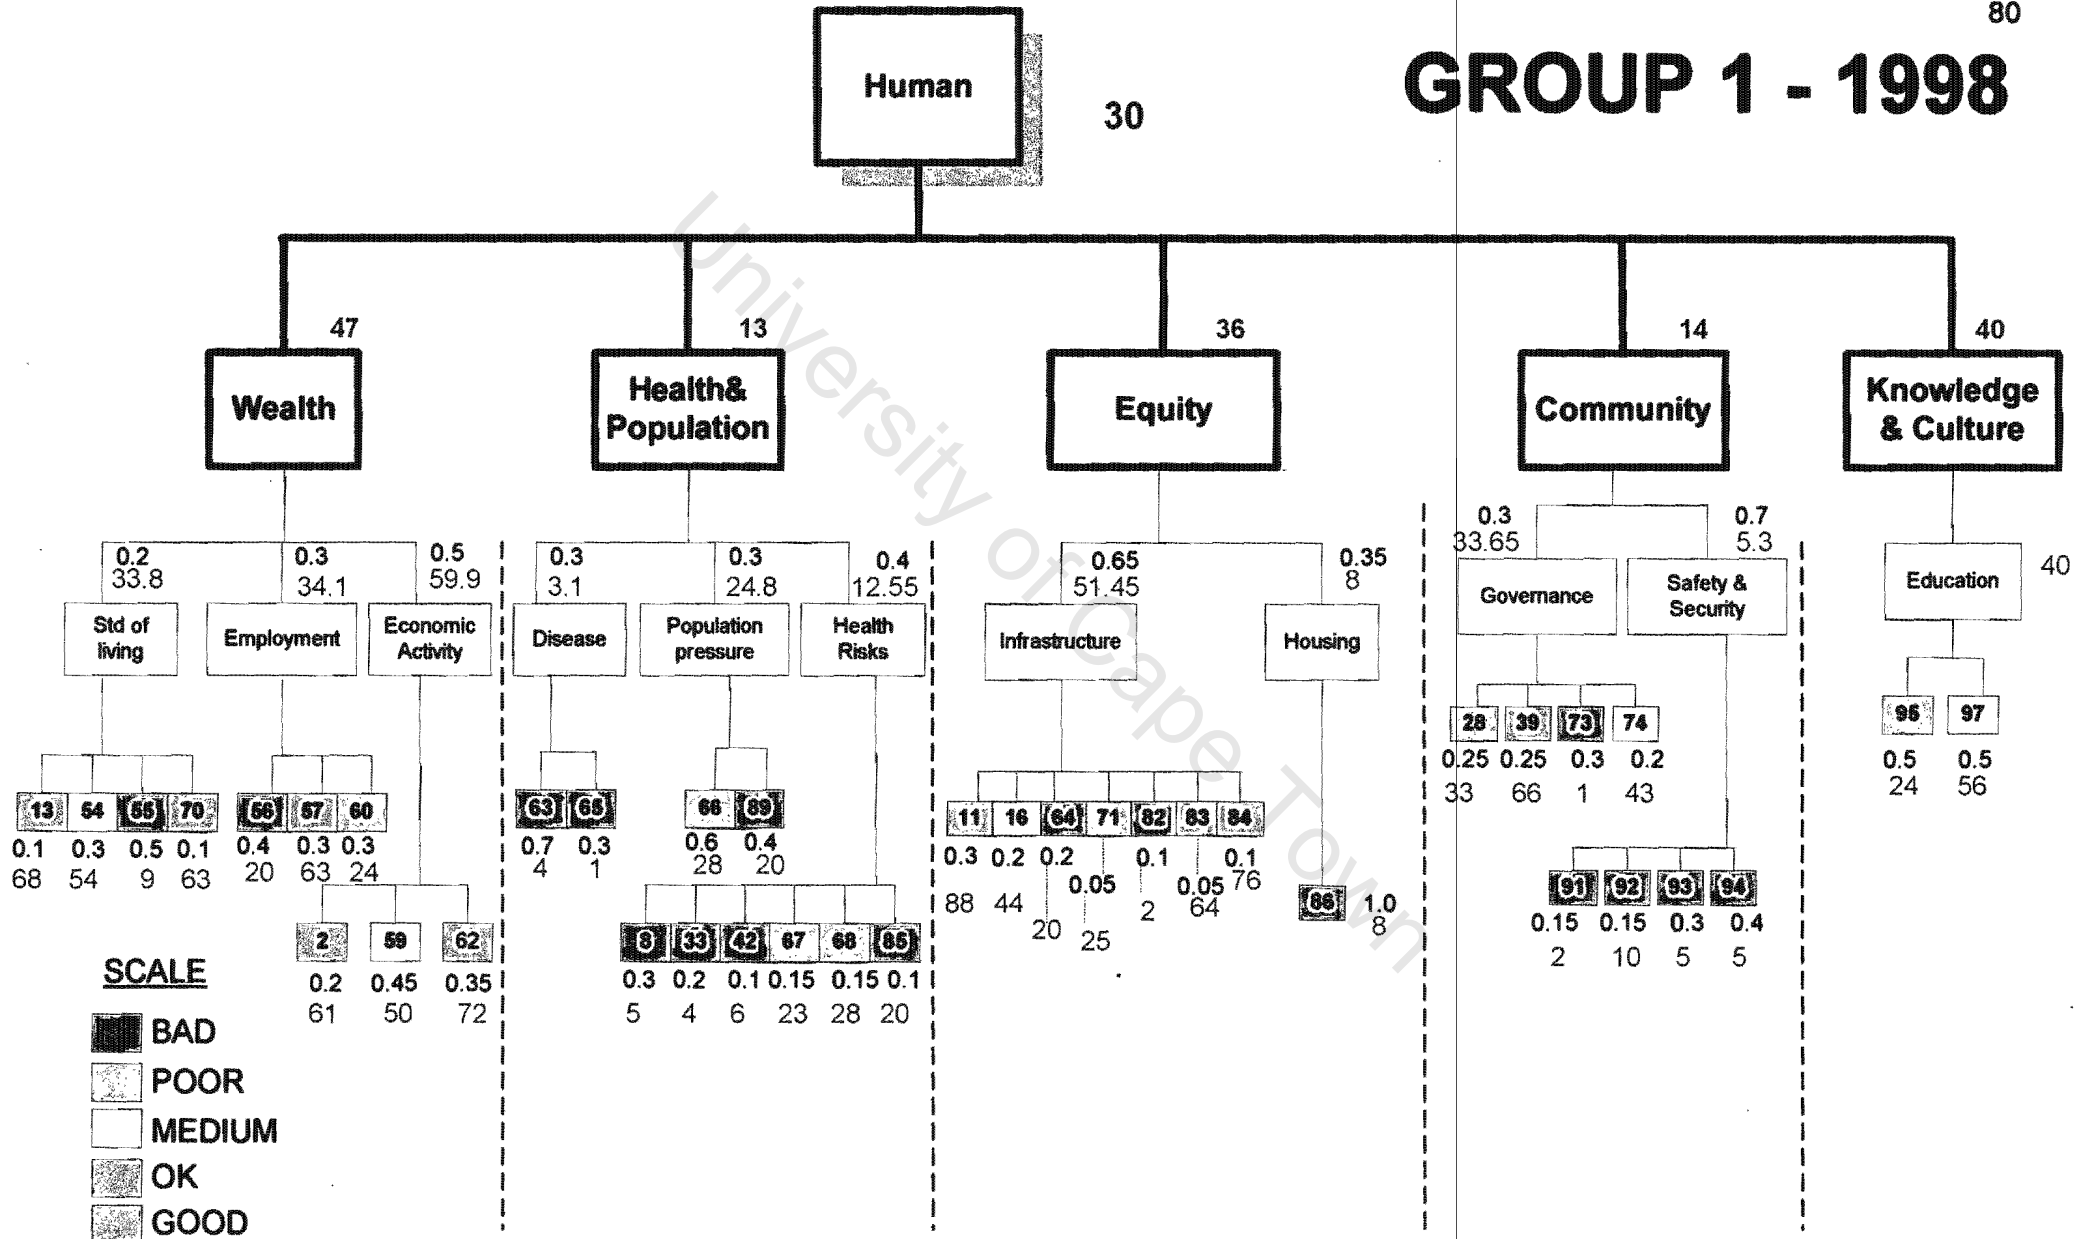 80
GROUP 1 - 1998
Human
30
47
13
36
14
40
Wealth
Health&
Population
Equity
Community
Knowledge
& Culture
0.2
33.8
0.3
34.1
0.5
59.9
0.3
3.1
0.3
24.8
0.4
12.55
0.65
51.45
0.35
8
0.3
33.65
0.7
5.3
Std of
living
Employment
Economic
Activity
Disease
Population
pressure
Health
Risks
Infrastructure
Housing
Governance
Safety &
Security
Education
40
13 54 55 70
0.1 0.3 0.5 0.1
68 54 9 63
56 57 60
0.4 0.3 0.3
20 63 24
2 59 62
0.2 0.45 0.35
61 50 72
63 65
0.7 0.3
4 1
66 89
0.6 0.4
28 20
8 33 42 67 68 85
0.3 0.2 0.1 0.15 0.15 0.1
5 4 6 23 28 20
11 16 64 71 82 83 84
0.3 0.2 0.2 0.05 0.1 0.05 0.1
88 44 20 25 2 64 76
86 1.0
8
28 39 73 74
0.25 0.25 0.3 0.2
33 66 1 43
91 92 93 94
0.15 0.15 0.3 0.4
2 10 5 5
95 97
0.5 0.5
24 56
SCALE
BAD
POOR
MEDIUM
OK
GOOD
University of Cape Town